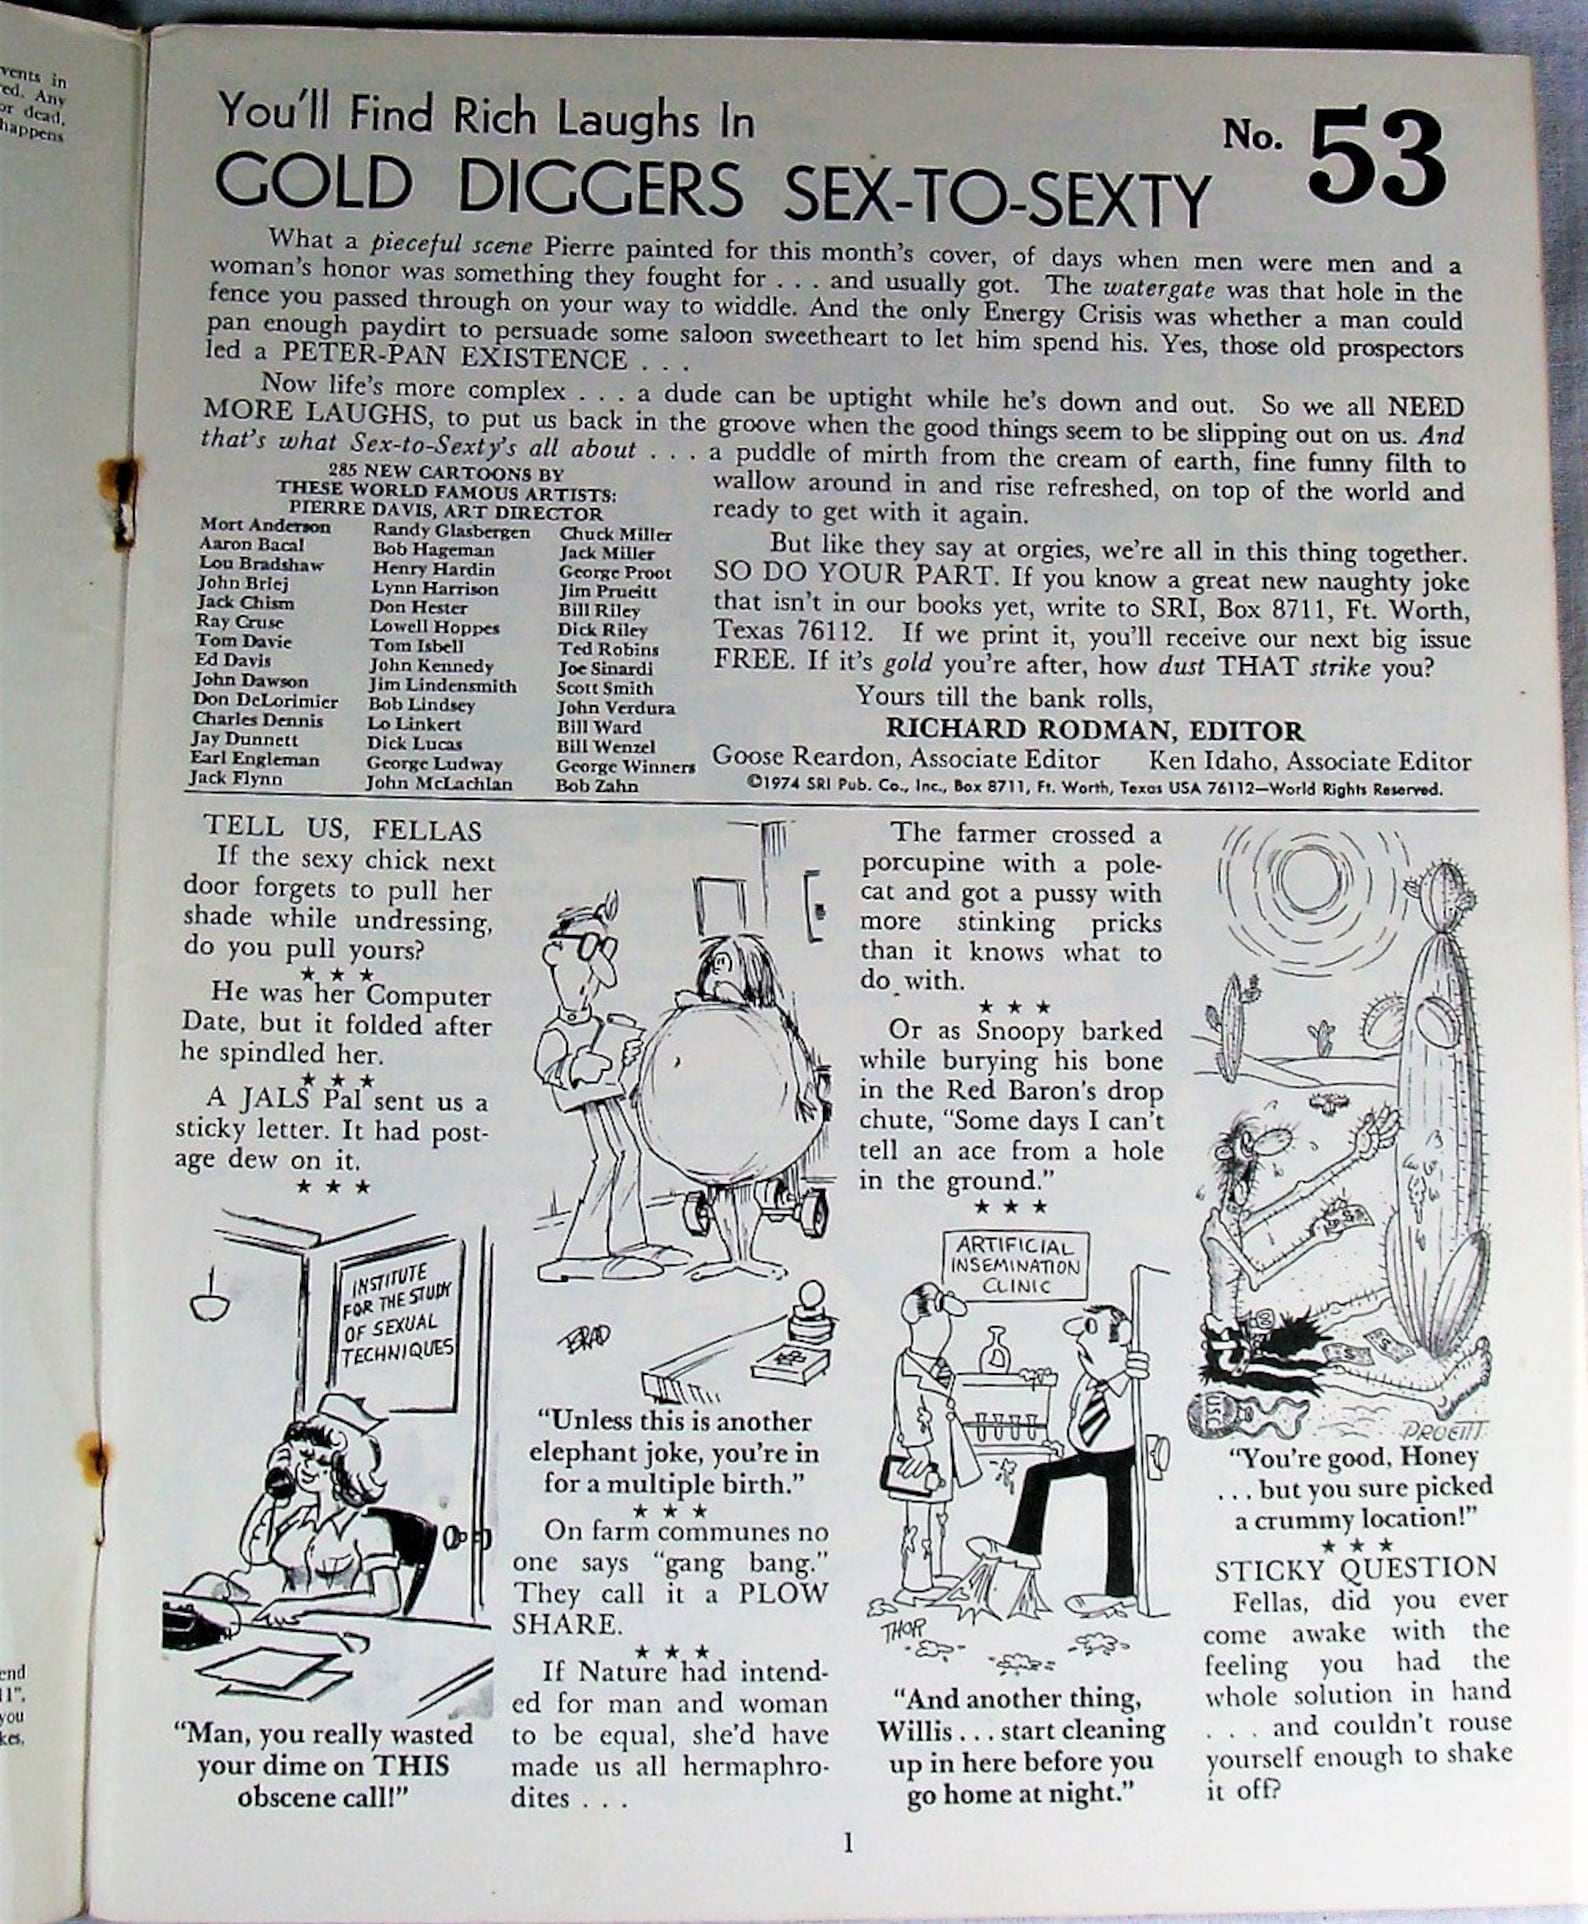 vents in
ed. Any
or dead,
happens
You'll Find Rich Laughs In
GOLD DIGGERS SEX-TO-SEXTY
No. 53
What a pieceful scene Pierre painted for this month's cover, of days when men were men and a
woman's honor was something they fought for . . . and usually got. The watergate was that hole in the
fence you passed through on your way to widdle. And the only Energy Crisis was whether a man could
pan enough paydirt to persuade some saloon sweetheart to let him spend his. Yes, those old prospectors
led a PETER-PAN EXISTENCE . . .
Now life's more complex . . . a dude can be uptight while he's down and out. So we all NEED
MORE LAUGHS, to put us back in the groove when the good things seem to be slipping out on us. And
that's what Sex-to-Sexty's all about . . . a puddle of mirth from the cream of earth, fine funny filth to
wallow around in and rise refreshed, on top of the world and
ready to get with it again.
But like they say at orgies, we're all in this thing together.
SO DO YOUR PART. If you know a great new naughty joke
that isn't in our books yet, write to SRI, Box 8711, Ft. Worth,
Texas 76112. If we print it, you'll receive our next big issue
FREE. If it's gold you're after, how dust THAT strike you?
Yours till the bank rolls,
RICHARD RODMAN, EDITOR
Goose Reardon, Associate Editor Ken Idaho, Associate Editor
©1974 SRI Pub. Co., Inc., Box 8711, Ft. Worth, Texas USA 76112—World Rights Reserved.
285 NEW CARTOONS BY
THESE WORLD FAMOUS ARTISTS:
PIERRE DAVIS, ART DIRECTOR
Mort Anderson
Aaron Bacal
Lou Bradshaw
John Briej
Jack Chism
Ray Cruse
Tom Davie
Ed Davis
John Dawson
Don DeLorimier
Charles Dennis
Jay Dunnett
Earl Engleman
Jack Flynn
Randy Glasbergen
Bob Hageman
Henry Hardin
Lynn Harrison
Don Hester
Lowell Hoppes
Tom Isbell
John Kennedy
Jim Lindensmith
Bob Lindsey
Lo Linkert
Dick Lucas
George Ludway
John McLachlan
Chuck Miller
Jack Miller
George Proot
Jim Prueitt
Bill Riley
Dick Riley
Ted Robins
Joe Sinardi
Scott Smith
John Verdura
Bill Ward
Bill Wenzel
George Winners
Bob Zahn
TELL US, FELLAS
If the sexy chick next
door forgets to pull her
shade while undressing,
do you pull yours?
★ ★ ★
He was her Computer
Date, but it folded after
he spindled her.
★ ★ ★
A JALS Pal sent us a
sticky letter. It had post-
age dew on it.
★ ★ ★
INSTITUTE
FOR THE STUDY
OF SEXUAL
TECHNIQUES
"Man, you really wasted
your dime on THIS
obscene call!"
BRAD
"Unless this is another
elephant joke, you're in
for a multiple birth."
★ ★ ★
On farm communes no
one says "gang bang."
They call it a PLOW
SHARE.
★ ★ ★
If Nature had intend-
ed for man and woman
to be equal, she'd have
made us all hermaphro-
dites . . .
The farmer crossed a
porcupine with a pole-
cat and got a pussy with
more stinking pricks
than it knows what to
do with.
★ ★ ★
Or as Snoopy barked
while burying his bone
in the Red Baron's drop
chute, "Some days I can't
tell an ace from a hole
in the ground."
★ ★ ★
ARTIFICIAL
INSEMINATION
CLINIC
THOR
"And another thing,
Willis . . . start cleaning
up in here before you
go home at night."
PRUEITT
"You're good, Honey
. . . but you sure picked
a crummy location!"
★ ★ ★
STICKY QUESTION
Fellas, did you ever
come awake with the
feeling you had the
whole solution in hand
. . . and couldn't rouse
yourself enough to shake
it off?
end
11",
you
kes,
1